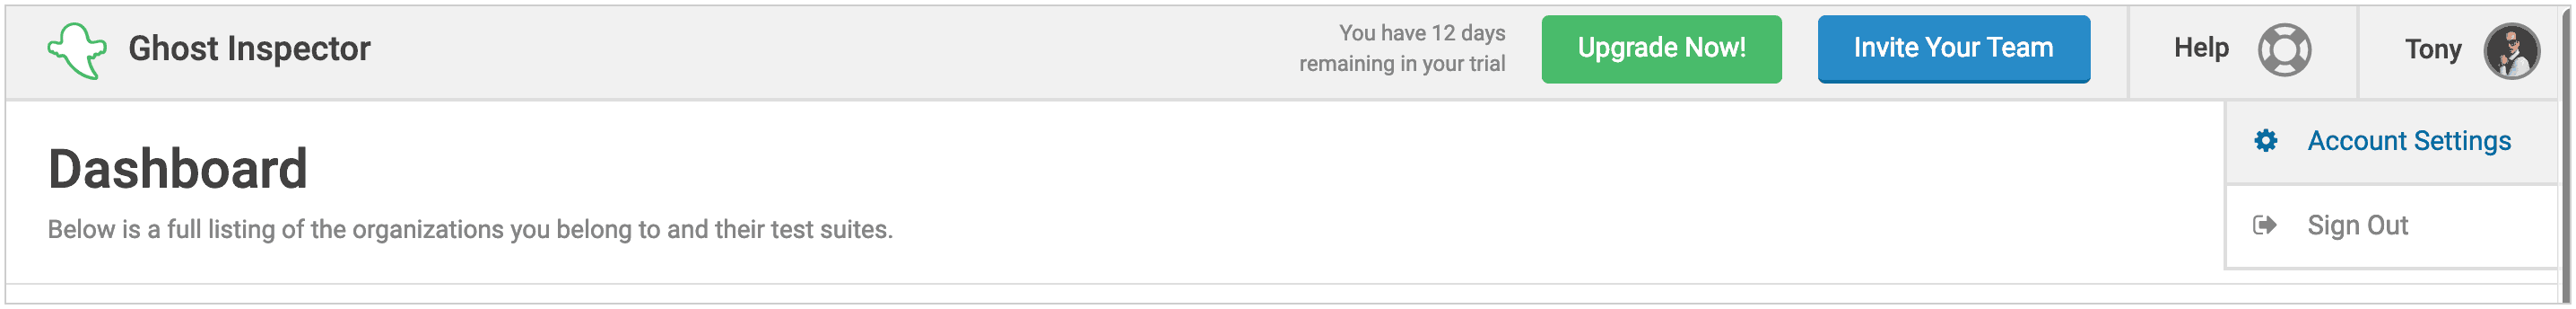 Ghost Inspector
You have 12 days
remaining in your trial
Upgrade Now!
Invite Your Team
Help
Tony
Account Settings
Sign Out
Dashboard
Below is a full listing of the organizations you belong to and their test suites.